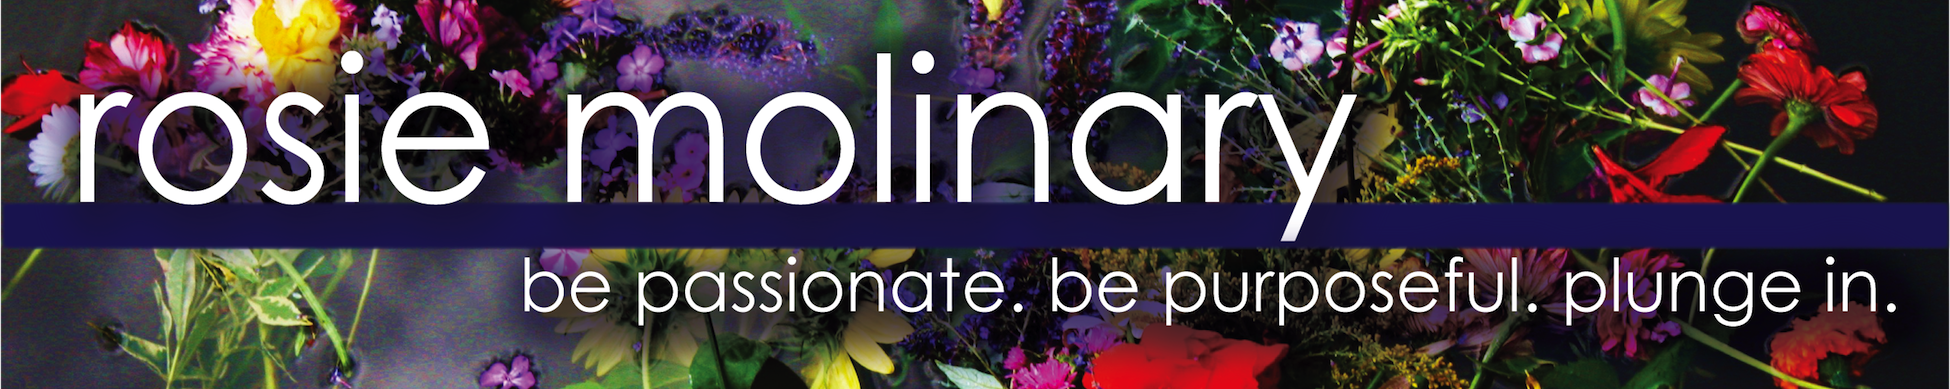 rosie molinary
be passionate. be purposeful. plunge in.